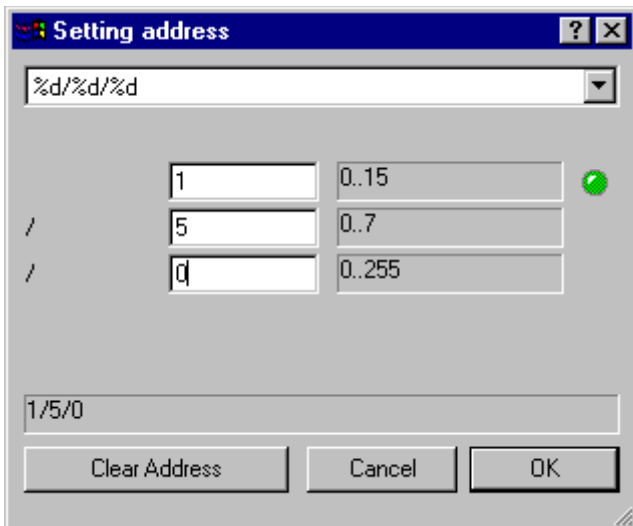 Setting address
%d/%d/%d
1 0..15
/ 5 0..7
/ 0 0..255
1/5/0
Clear Address Cancel OK